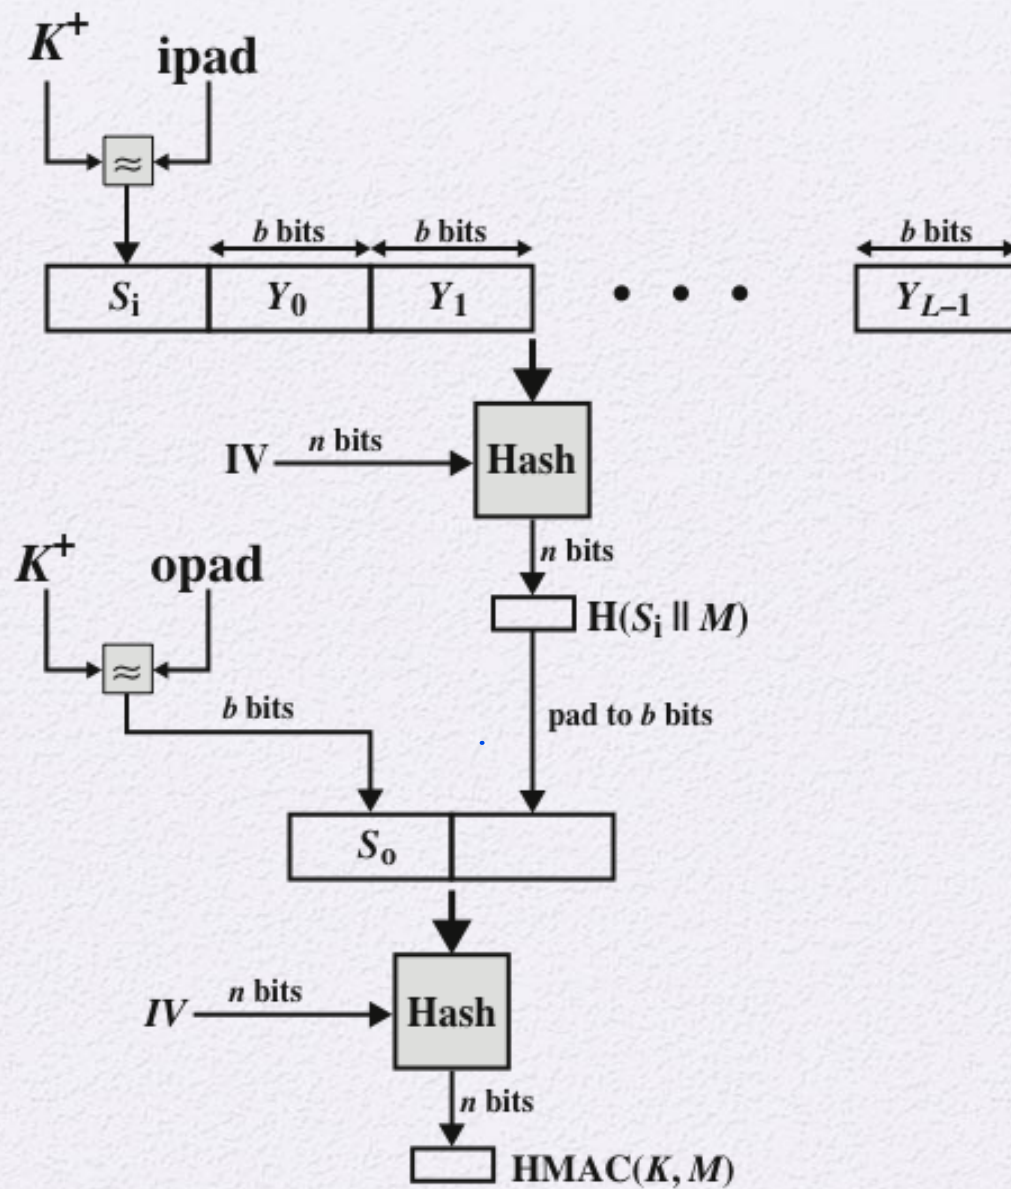 K⁺ ipad
≈
b bits b bits b bits
Sᵢ Y₀ Y₁ • • • Y_{L–1}
IV n bits Hash
n bits
K⁺ opad
H(Sᵢ || M)
≈
b bits pad to b bits
Sₒ
IV n bits Hash
n bits
HMAC(K, M)